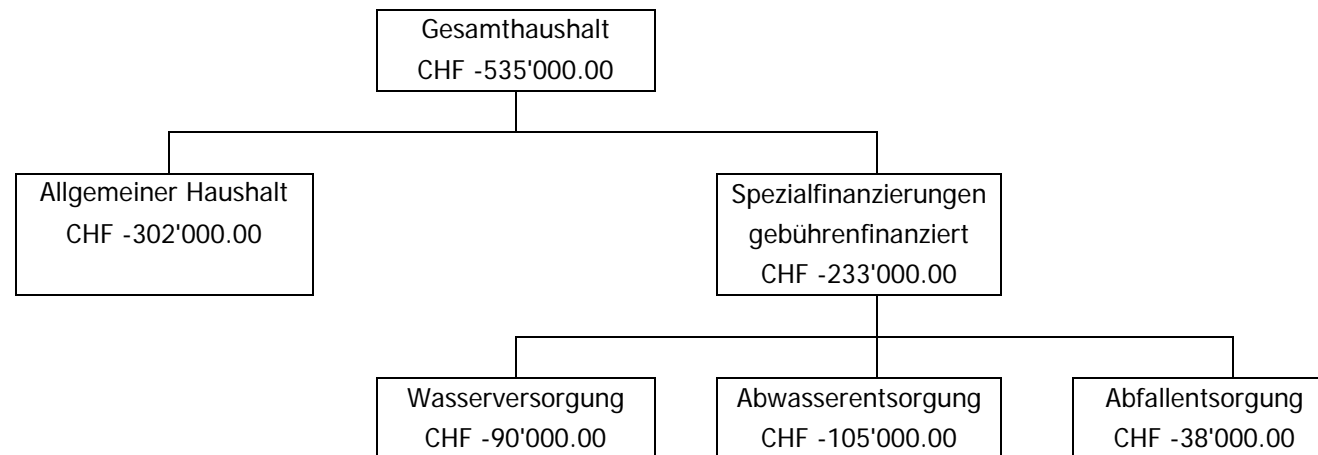 Gesamthaushalt
CHF -535'000.00
Allgemeiner Haushalt
CHF -302'000.00
Spezialfinanzierungen
gebührenfinanziert
CHF -233'000.00
Wasserversorgung
CHF -90'000.00
Abwasserentsorgung
CHF -105'000.00
Abfallentsorgung
CHF -38'000.00